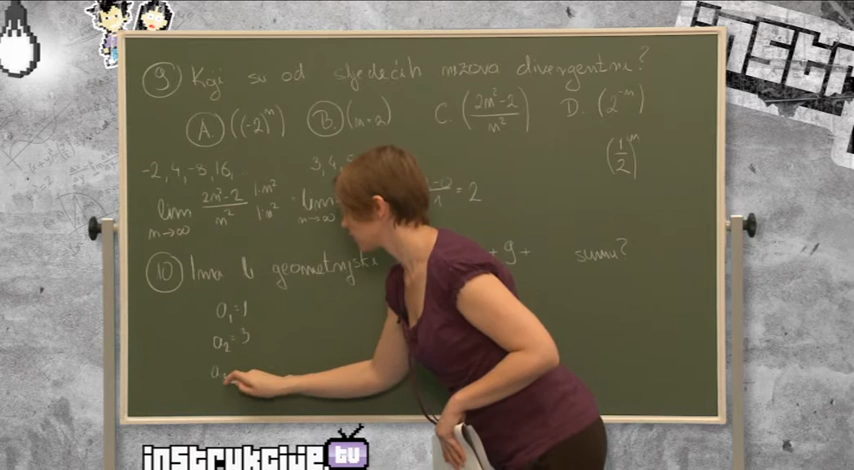 9 Koji su od sljedećih nizova divergentni?
A ((-2)^n) B. (n+2) C. (2n²-2/n²) D. (2^-n)
(1/2)^n
-2, 4, -8, 16, ... 3, 4,
lim n→∞ 2n²-2/n² |:n² |:n² = lim n→∞ = 2
10 Ima li geometrijski + 9 + sumu?
a₁=1
a₂=3
a
instrukcije.tv